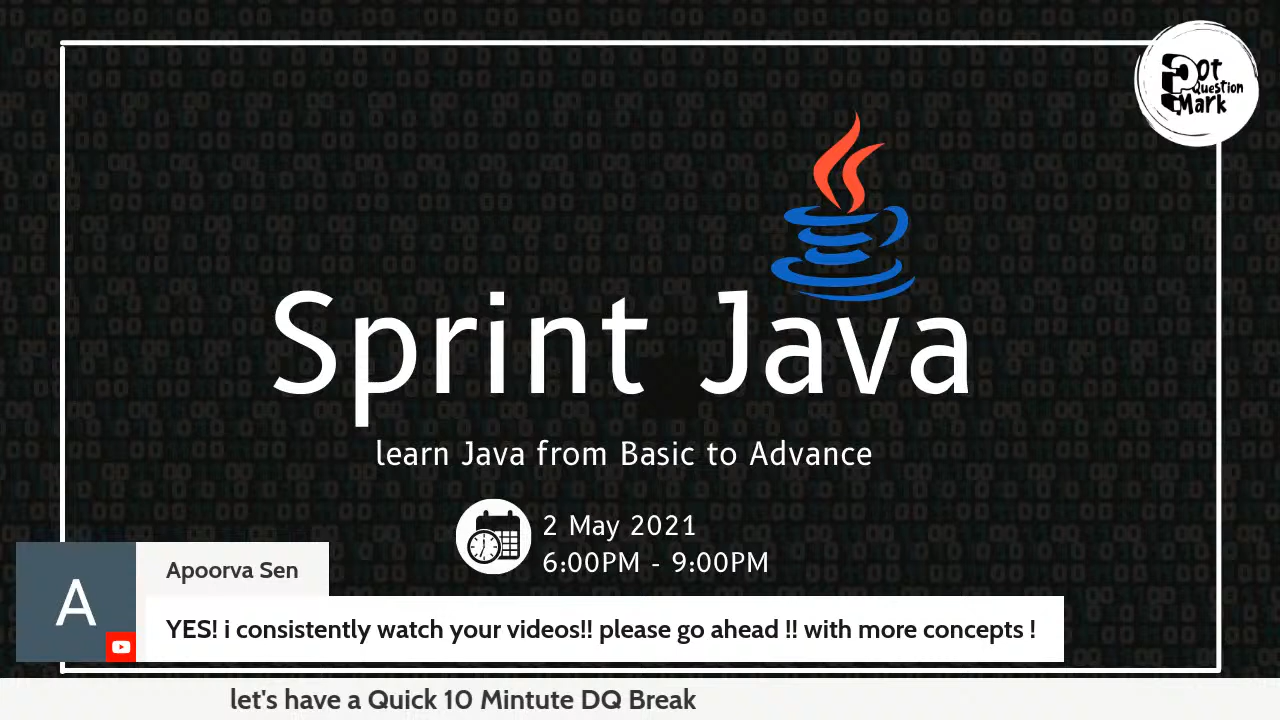 Dot
Question
Mark
Sprint Java
learn Java from Basic to Advance
2 May 2021
6:00PM - 9:00PM
A
Apoorva Sen
YES! i consistently watch your videos!! please go ahead !! with more concepts !
let's have a Quick 10 Mintute DQ Break